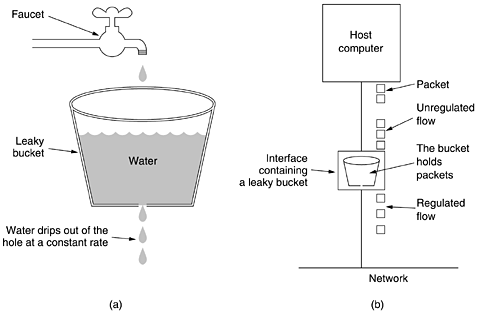 Faucet
Leaky
bucket
Water
Water drips out of the
hole at a constant rate
(a)
Host
computer
Packet
Unregulated
flow
Interface
containing
a leaky bucket
The bucket
holds
packets
Regulated
flow
Network
(b)